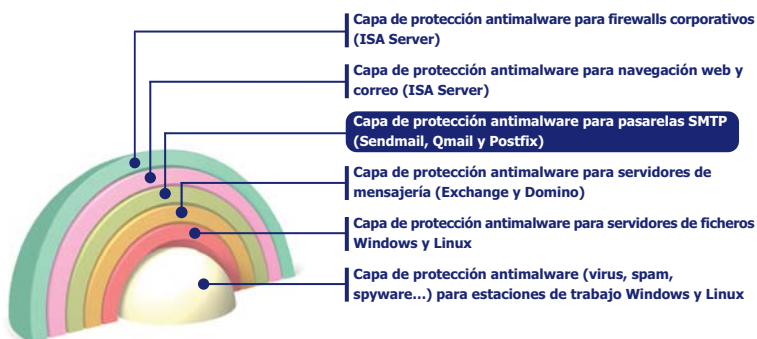 Capa de protección antimalware para firewalls corporativos
(ISA Server)
Capa de protección antimalware para navegación web y
correo (ISA Server)
Capa de protección antimalware para pasarelas SMTP
(Sendmail, Qmail y Postfix)
Capa de protección antimalware para servidores de
mensajería (Exchange y Domino)
Capa de protección antimalware para servidores de ficheros
Windows y Linux
Capa de protección antimalware (virus, spam,
spyware...) para estaciones de trabajo Windows y Linux